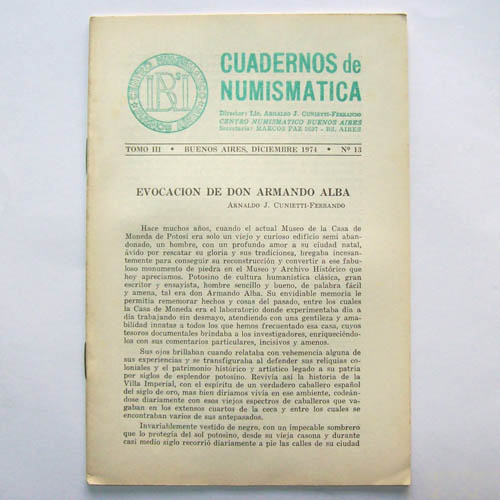 CUADERNOS de
NUMISMATICA
Director: Lic. ARNALDO J. CUNIETTI-FERRANDO
CENTRO NUMISMATICO BUENOS AIRES
Secretaría: MARCOS PAZ 3837 - BS. AIRES
TOMO III • BUENOS AIRES, DICIEMBRE 1974 • Nº 13
EVOCACION DE DON ARMANDO ALBA
ARNALDO J. CUNIETTI-FERRANDO
Hace muchos años, cuando el actual Museo de la Casa de
Moneda de Potosí era solo un viejo y curioso edificio semi aban-
donado, un hombre, con un profundo amor a su ciudad natal,
ávido por rescatar su gloria y sus tradiciones, bregaba incesan-
temente para conseguir su reconstrucción y convertir a ese fabu-
loso monumento de piedra en el Museo y Archivo Histórico que
hoy apreciamos. Potosino de cultura humanística clásica, gran
escritor y ensayista, hombre sencillo y bueno, de palabra fácil
y amena, tal era don Armando Alba. Su envidiable memoria le
permitía rememorar hechos y cosas del pasado, entre los cuales
la Casa de Moneda era el laboratorio donde experimentaba día a
día trabajando sin desmayo, atendiendo con una gentileza y ama-
bilidad innatas a todos los que hemos frecuentado esa casa, cuyos
tesoros documentales brindaba a los investigadores, enriqueciéndo-
los con sus comentarios particulares, incisivos y amenos.
Sus ojos brillaban cuando relataba con vehemencia alguna de
sus experiencias y se transfiguraba al defender sus reliquias co-
loniales y el patrimonio histórico y artístico legado a su patria
por siglos de esplendor potosino. Revivía así la historia de la
Villa Imperial, con el espíritu de un verdadero caballero español
del siglo de oro, mas bien diríamos vivía en ese ambiente, codeán-
dose diariamente con esos viejos espectros de caballeros que va-
gaban en los extensos cuartos de la ceca y entre los cuales se
encontraban varios de sus antepasados.
Invariablemente vestido de negro, con un impecable sombrero
que lo protegía del sol potosino, desde su vieja casona y durante
casi medio siglo recorrió diariamente a pie las calles de su ciudad